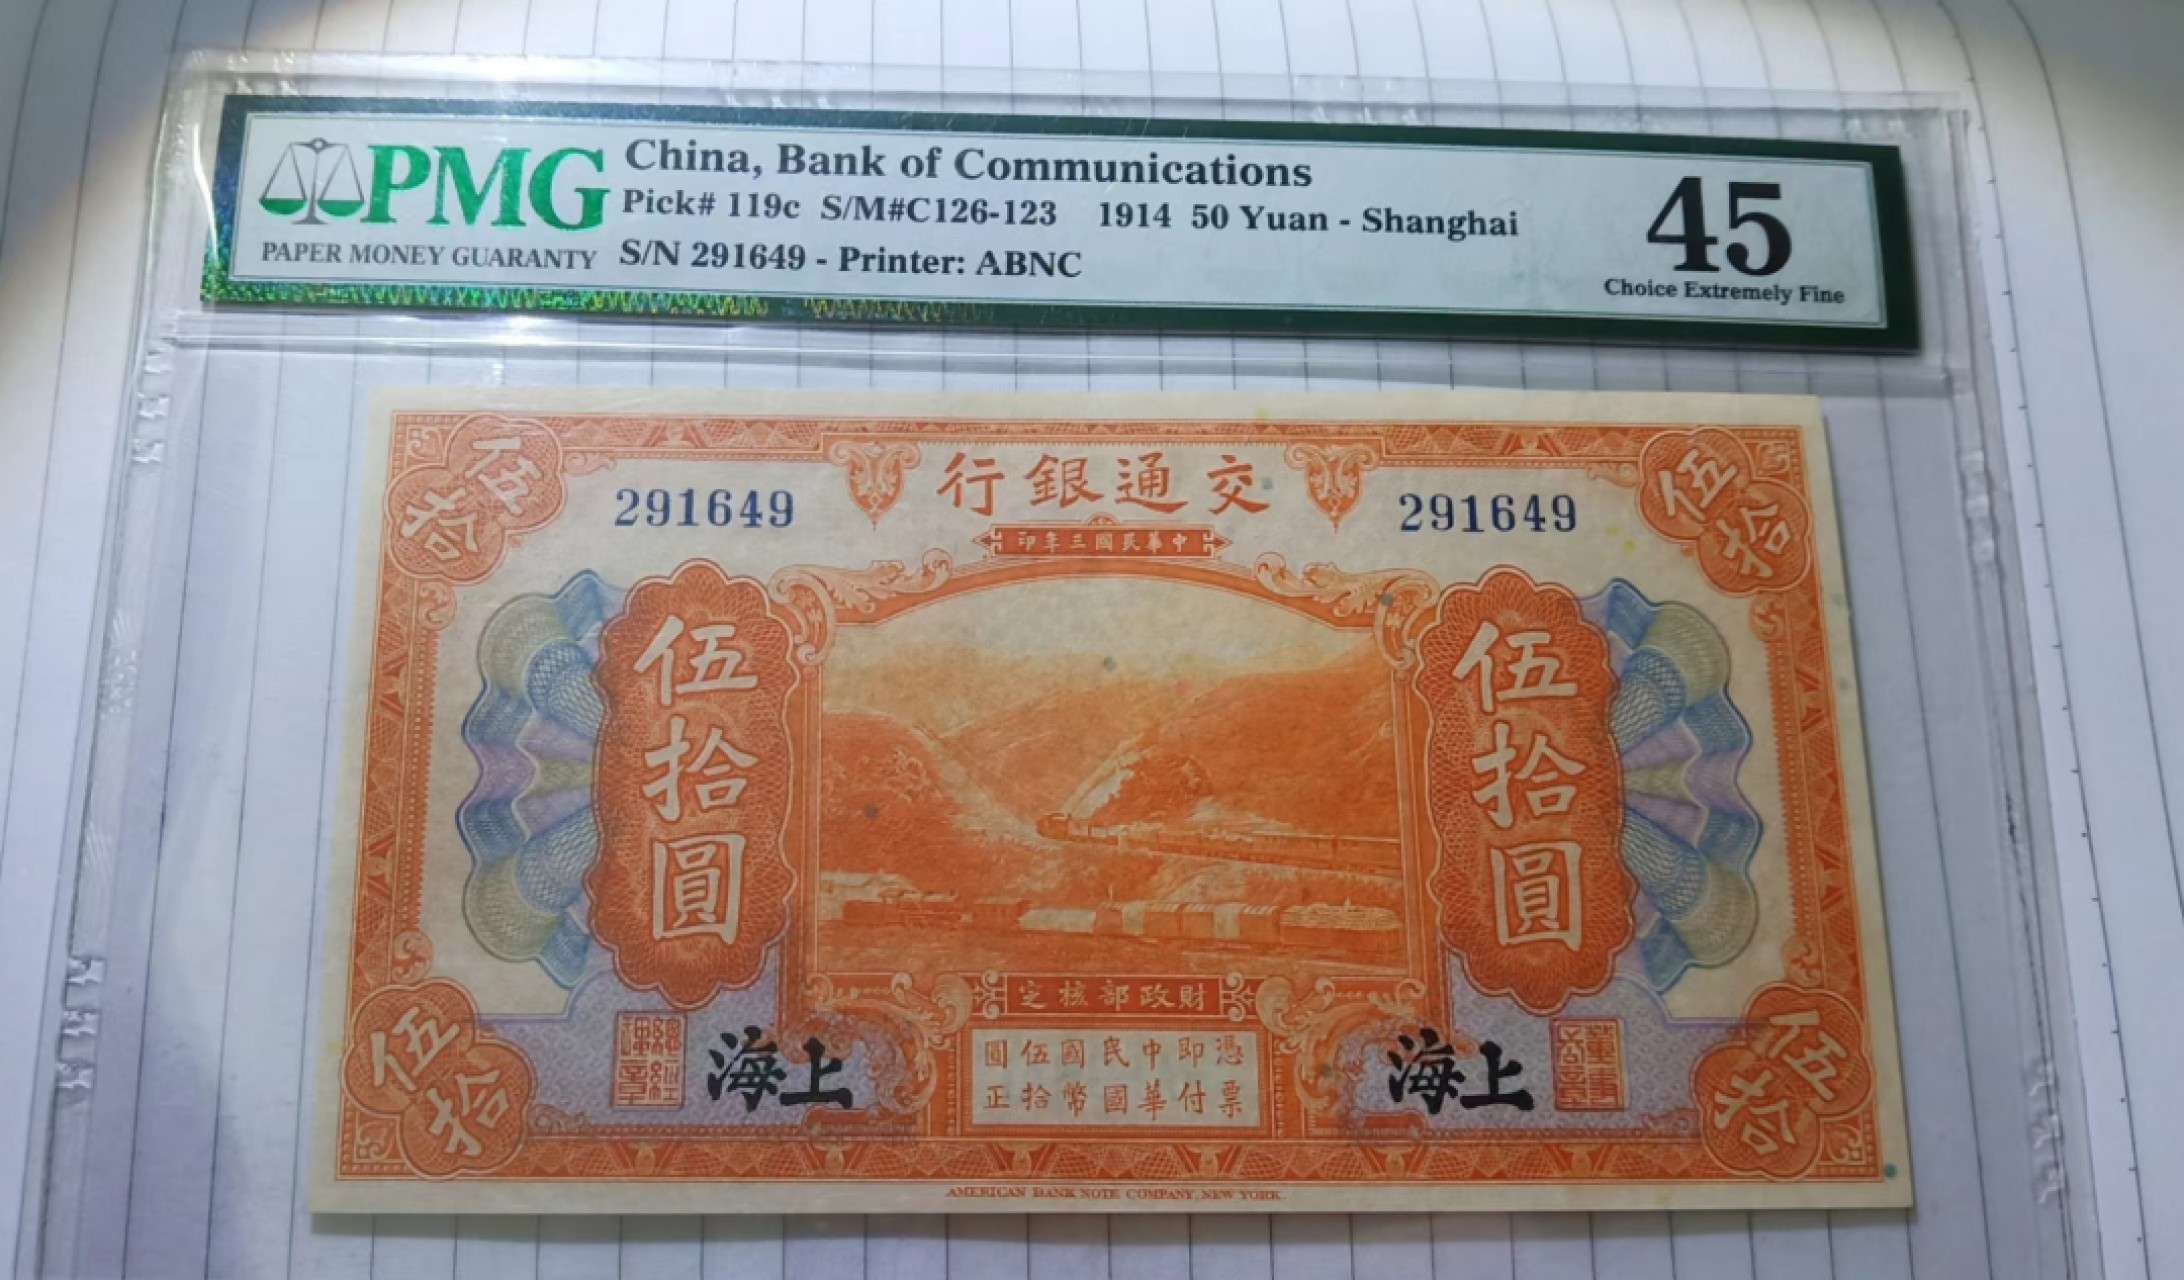 PMG
PAPER MONEY GUARANTY
China, Bank of Communications
Pick# 119c S/M#C126-123 1914 50 Yuan - Shanghai
S/N 291649 - Printer: ABNC
45
Choice Extremely Fine
伍拾
伍拾
行銀通交
291649
291649
印年三國民華中
伍拾圓
伍拾圓
定核部政財
海上
海上
圓伍國民中即憑
正拾幣國華付票
伍拾
伍拾
AMERICAN BANK NOTE COMPANY, NEW YORK.